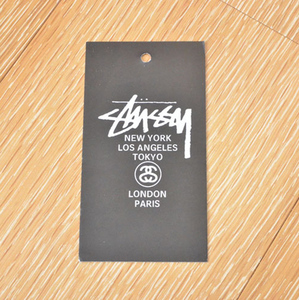 Stüssy
NEW YORK
LOS ANGELES
TOKYO
LONDON
PARIS